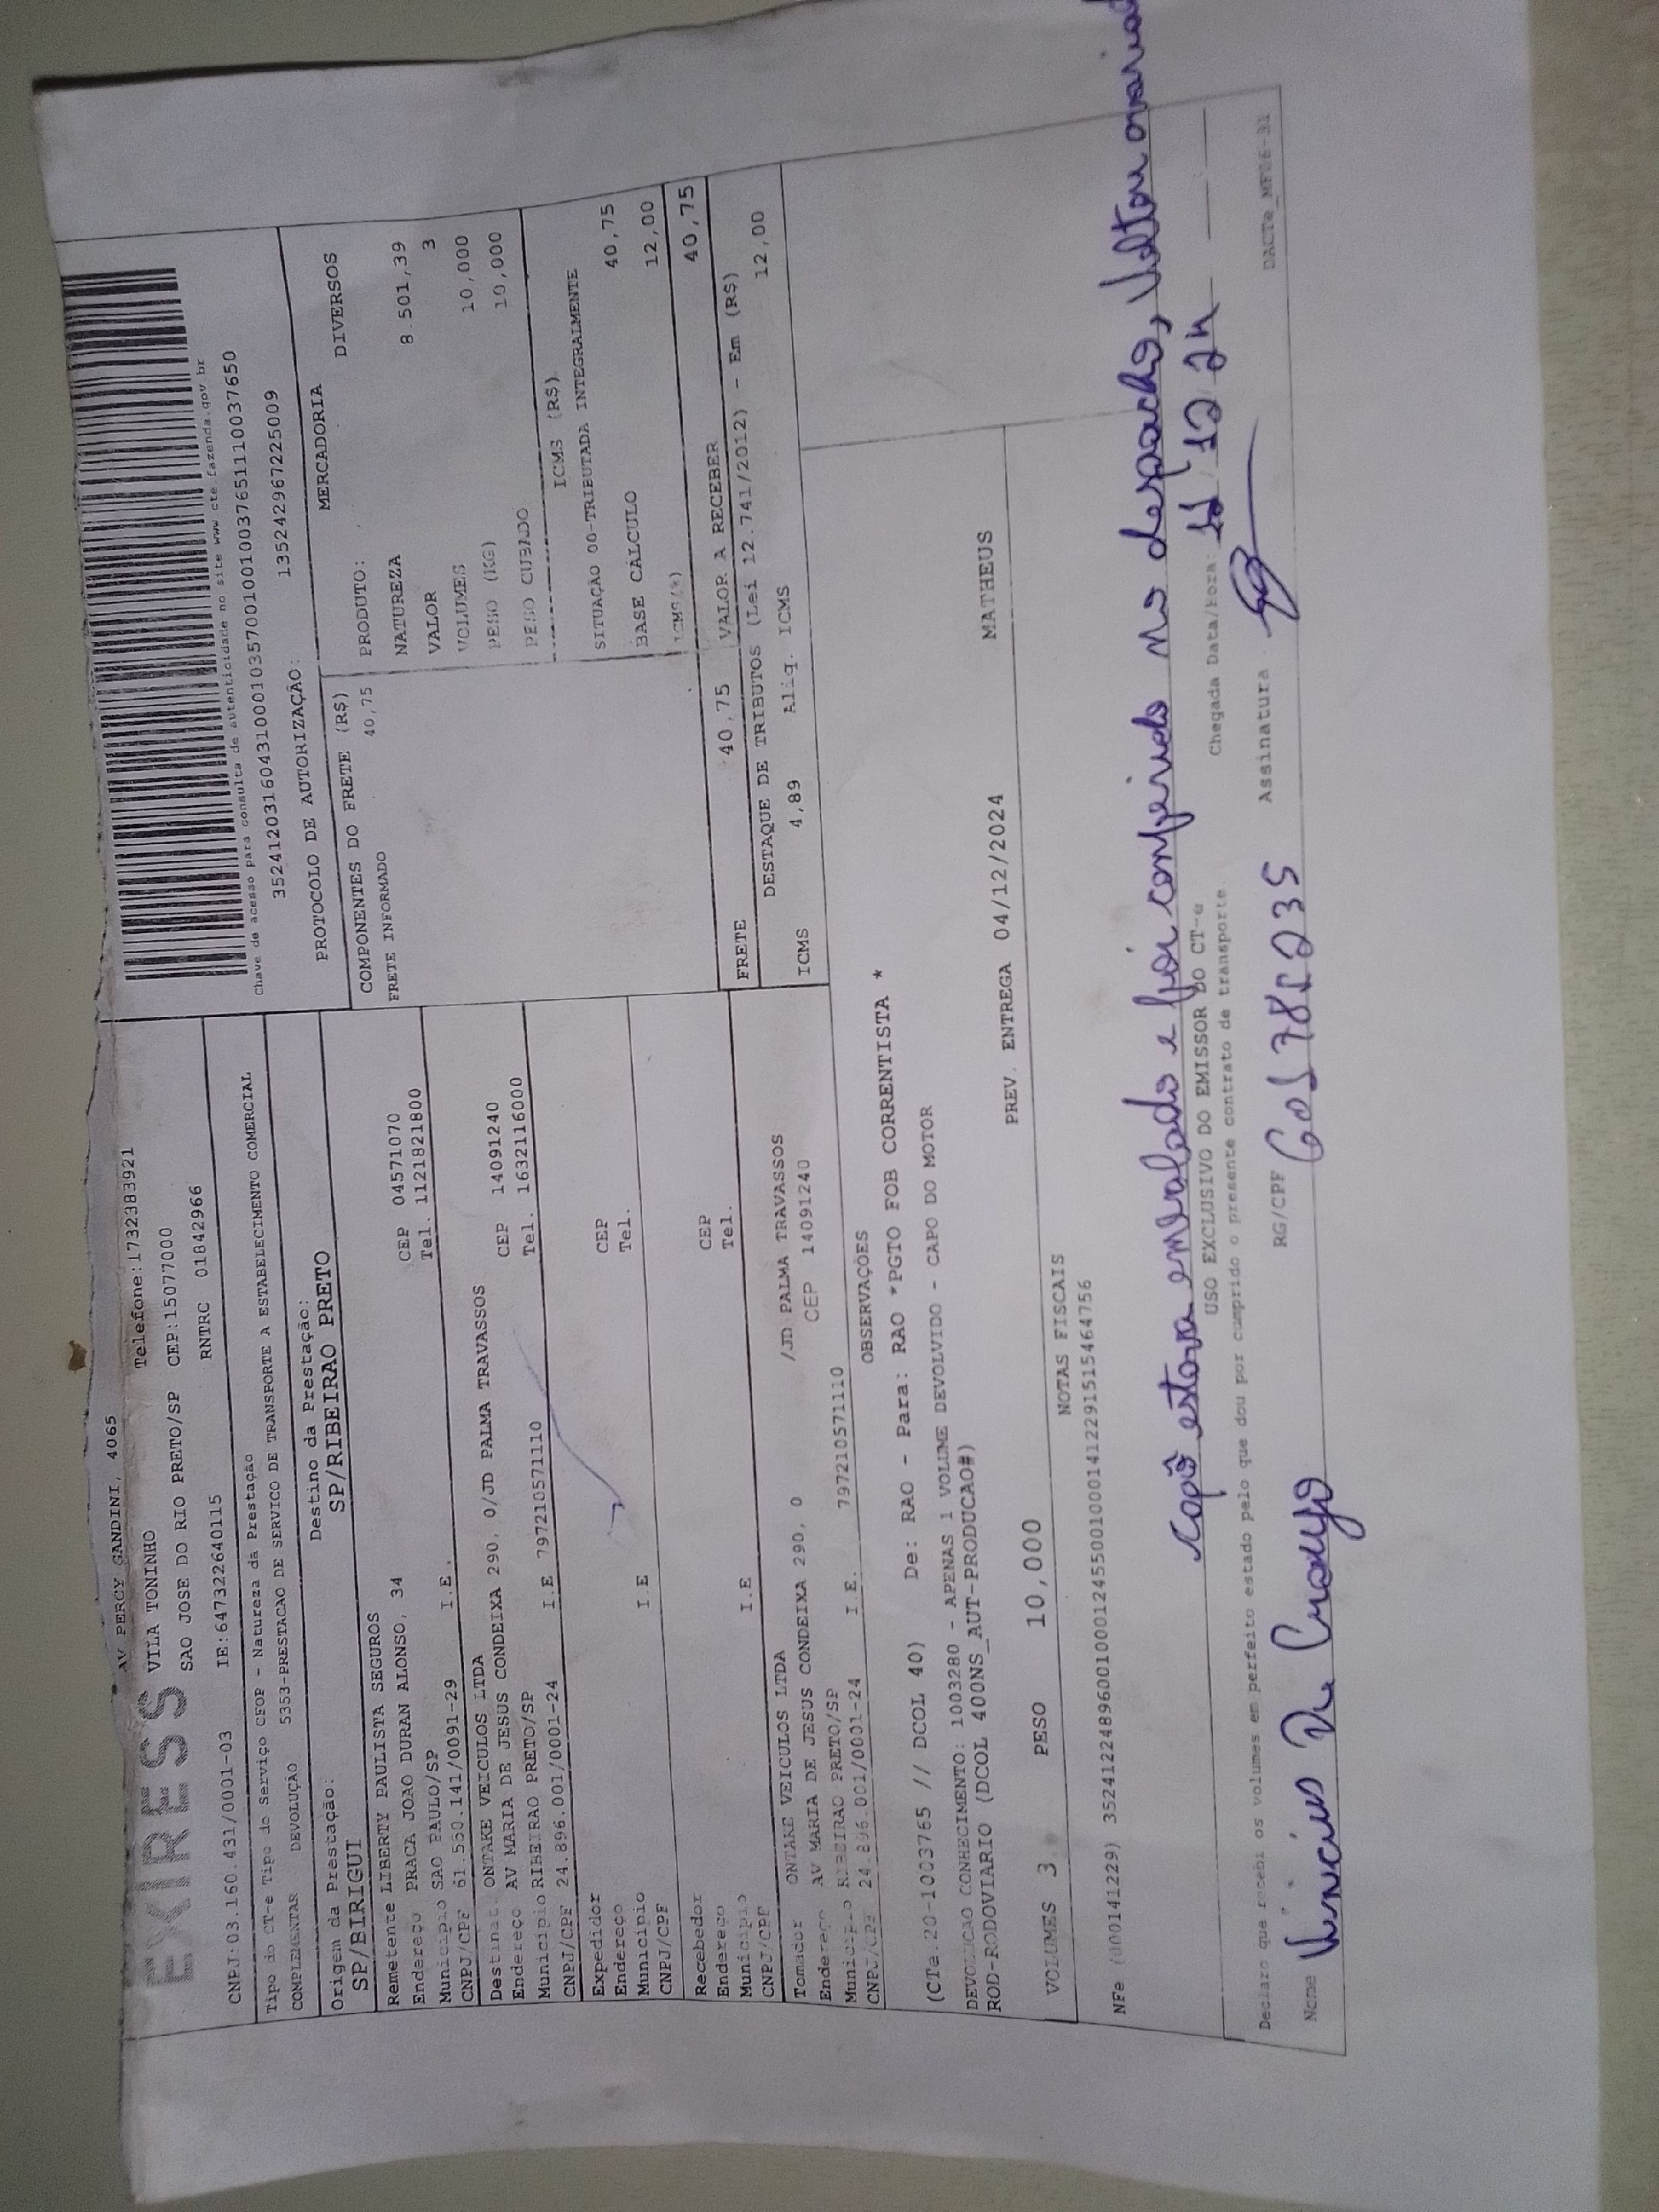 EXPRESS
AV PERCY GANDINI, 4065
VILA TONINHO Telefone:1732383921
SAO JOSE DO RIO PRETO/SP CEP:15077000
CNPJ:03.160.431/0001-03 IE:647322640115 RNTRC 01842966
Chave de acesso para consulta de autenticidade no site www cte fazenda.gov br
35241203160431000103570010010037651110037650
PROTOCOLO DE AUTORIZAÇÃO: 135242967225009
Tipo do CT-e Tipo do Serviço CFOP - Natureza da Prestação
COMPLEMENTAR DEVOLUÇÃO 5353-PRESTACAO DE SERVICO DE TRANSPORTE A ESTABELECIMENTO COMERCIAL
Origem da Prestação: Destino da Prestação:
SP/BIRIGUI SP/RIBEIRAO PRETO
Remetente LIBERTY PAULISTA SEGUROS
Endereço PRACA JOAO DURAN ALONSO, 34 CEP 04571070
Município SAO PAULO/SP Tel. 1121821800
CNPJ/CPF 61.550.141/0091-29 I.E.
Destinat. ONTAKE VEICULOS LTDA
Endereço AV MARIA DE JESUS CONDEIXA 290, 0/JD PALMA TRAVASSOS CEP 14091240
Município RIBEIRAO PRETO/SP Tel. 1632116000
CNPJ/CPF 24.896.001/0001-24 I.E 797210571110
Expedidor
Endereço CEP
Município Tel.
CNPJ/CPF I.E
Recebedor
Endereço CEP
Município Tel.
CNPJ/CPF I.E
Tomador ONTAKE VEICULOS LTDA
Endereço AV MARIA DE JESUS CONDEIXA 290, 0 /JD PALMA TRAVASSOS
Município RIBEIRAO PRETO/SP CEP 14091240
CNPJ/CPF 24.896.001/0001-24 I.E. 797210571110
COMPONENTES DO FRETE (R$)
FRETE INFORMADO 40,75
MERCADORIA
PRODUTO: DIVERSOS
NATUREZA
VALOR 8.501,39
VOLUMES 3
PESO (KG) 10,000
PESO CUBADO 10,000
ICMS (R$)
SITUAÇÃO 00-TRIBUTADA INTEGRALMENTE
BASE CÁLCULO 40,75
ICMS(%) 12,00
FRETE 40,75 VALOR A RECEBER 40,75
DESTAQUE DE TRIBUTOS (Lei 12.741/2012) - Em (R$)
ICMS 4,89 Aliq. ICMS 12,00
OBSERVAÇÕES
(CTe.20-1003765 // DCOL 40) De: RAO - Para: RAO *PGTO FOB CORRENTISTA *
DEVOLUCAO CONHECIMENTO: 1003280 - APENAS 1 VOLUME DEVOLVIDO - CAPO DO MOTOR
ROD-RODOVIARIO (DCOL 400NS_AUT-PRODUCAO#)
PREV. ENTREGA 04/12/2024 MATHEUS
VOLUMES 3 PESO 10,000
NOTAS FISCAIS
NFe (000141229) 35241224896001000124550010001412291515464756
Capô estava embalado e foi conferido no despacho, Voltou
USO EXCLUSIVO DO EMISSOR DO CT-e
Chegada Data/Hora: 11/12 24
Declaro que recebi os volumes em perfeito estado pelo que dou por cumprido o presente contrato de transporte.
Nome Vinicius De RG/CPF Assinatura
DACTe_MF06-31